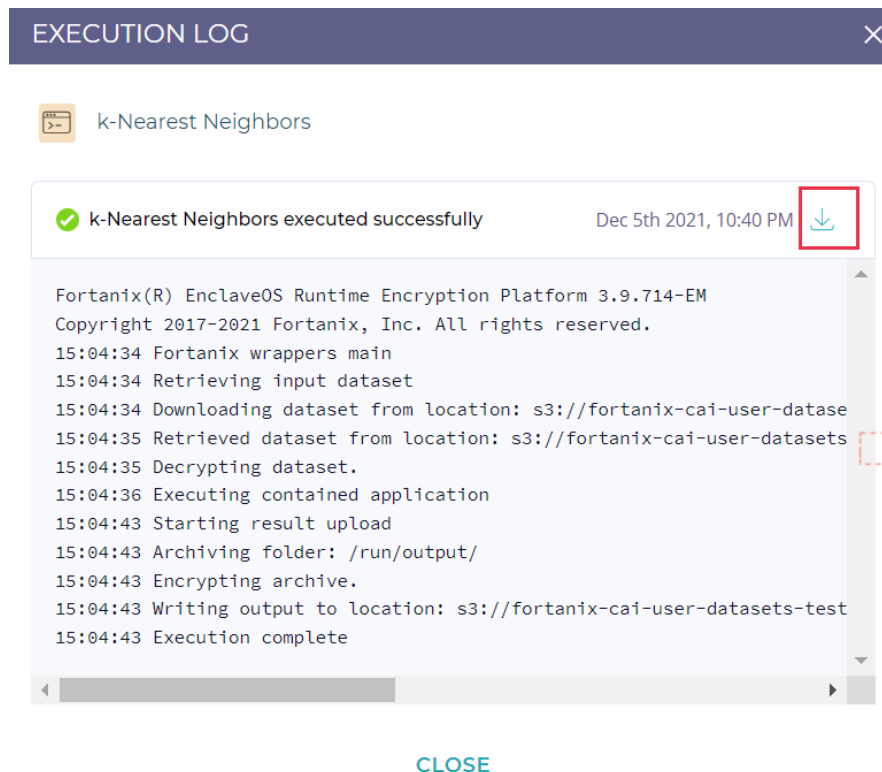 EXECUTION LOG
k-Nearest Neighbors
k-Nearest Neighbors executed successfully Dec 5th 2021, 10:40 PM
Fortanix(R) EnclaveOS Runtime Encryption Platform 3.9.714-EM
Copyright 2017-2021 Fortanix, Inc. All rights reserved.
15:04:34 Fortanix wrappers main
15:04:34 Retrieving input dataset
15:04:34 Downloading dataset from location: s3://fortanix-cai-user-datase
15:04:35 Retrieved dataset from location: s3://fortanix-cai-user-datasets
15:04:35 Decrypting dataset.
15:04:36 Executing contained application
15:04:43 Starting result upload
15:04:43 Archiving folder: /run/output/
15:04:43 Encrypting archive.
15:04:43 Writing output to location: s3://fortanix-cai-user-datasets-test
15:04:43 Execution complete
CLOSE